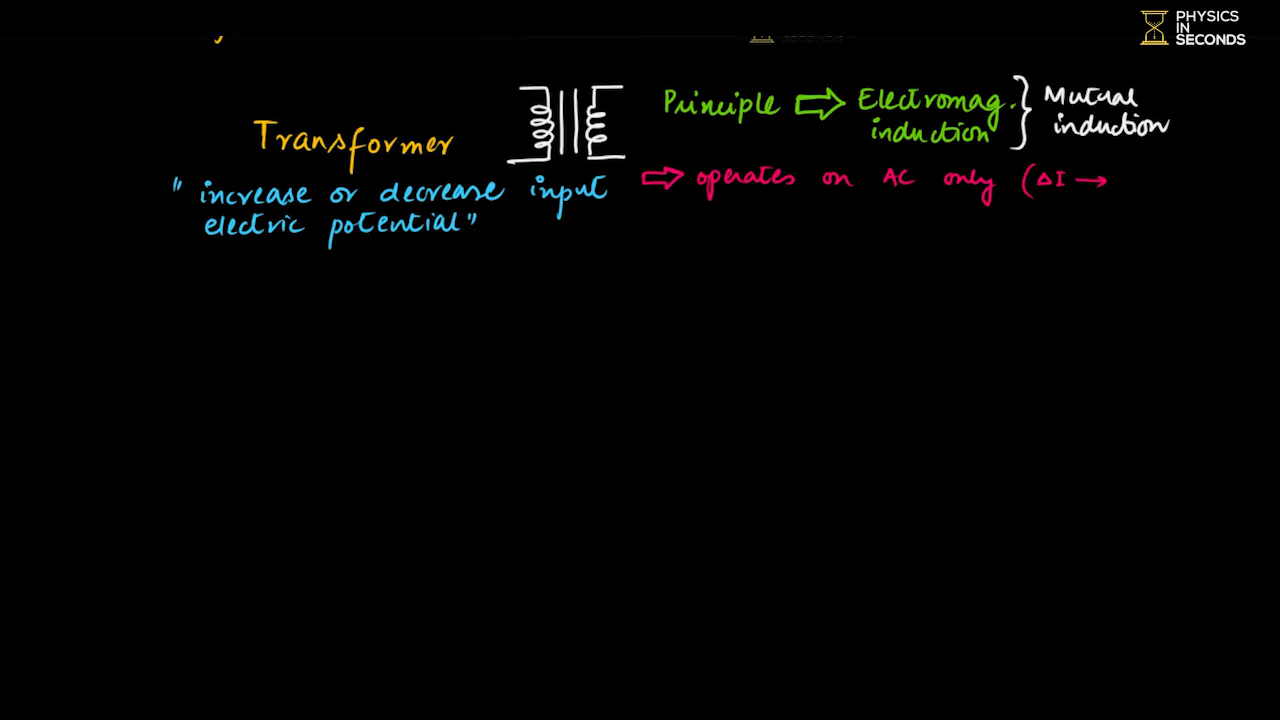 PHYSICS
IN
SECONDS
Transformer
" increase or decrease input
electric potential"
Principle ⇨ Electromag.
induction } Mutual
induction
⇨ operates on AC only (ΔI →